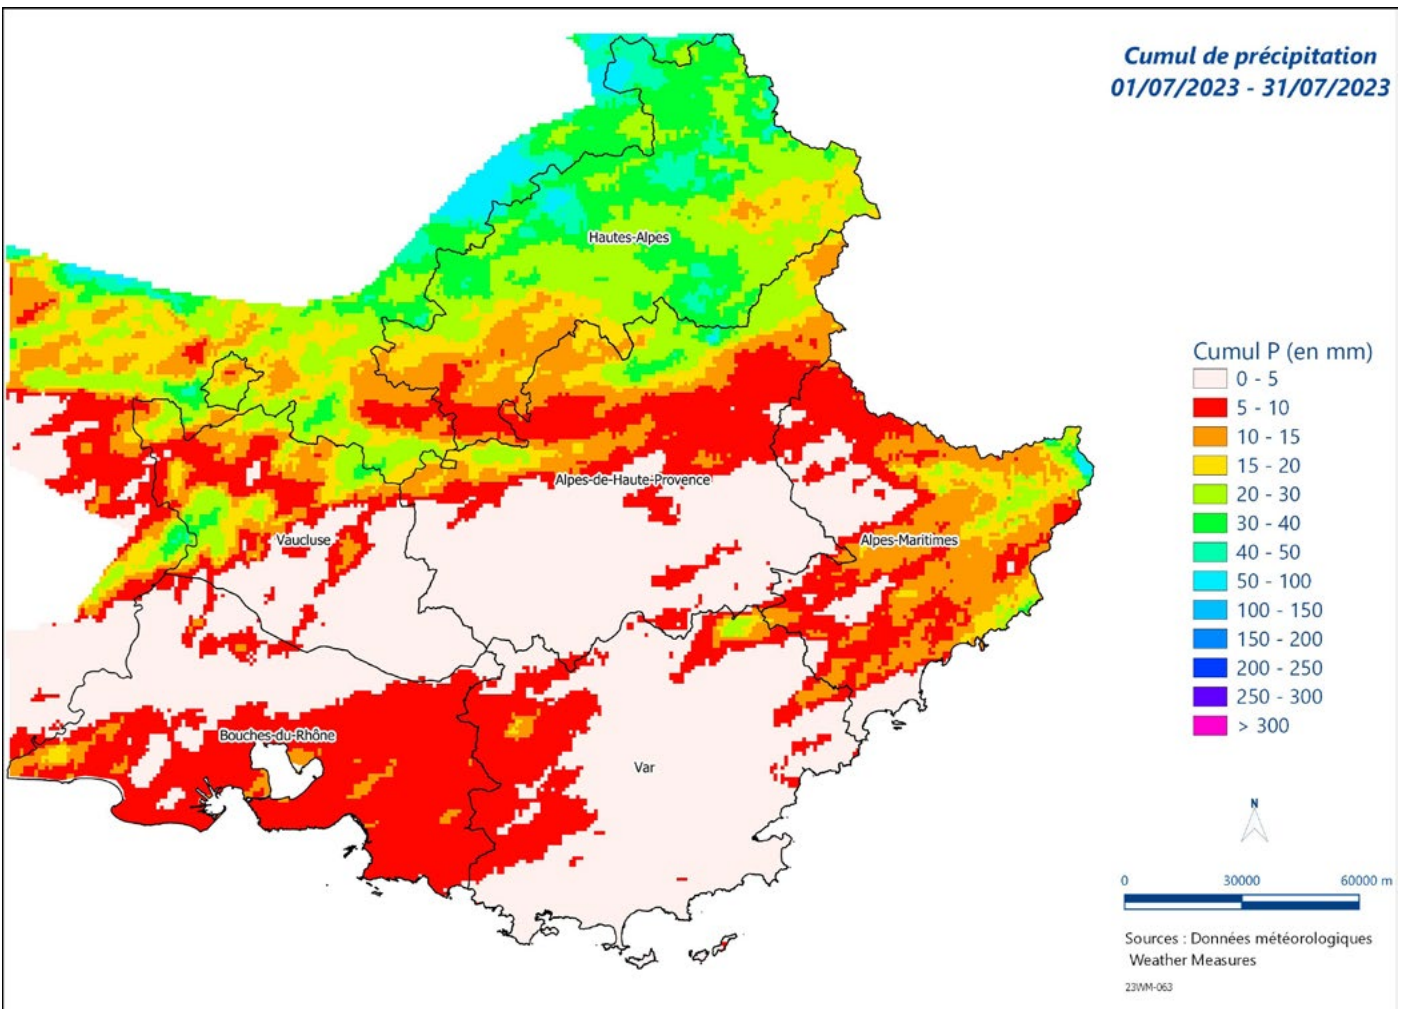 Cumul de précipitation
01/07/2023 - 31/07/2023
Hautes-Alpes
Cumul P (en mm)
0 - 5
5 - 10
10 - 15
15 - 20
20 - 30
30 - 40
40 - 50
50 - 100
100 - 150
150 - 200
200 - 250
250 - 300
> 300
Alpes-de-Haute-Provence
Vaucluse
Alpes-Maritimes
Bouches-du-Rhône
Var
N
0 30000 60000 m
Sources : Données météorologiques
Weather Measures
23WM-063